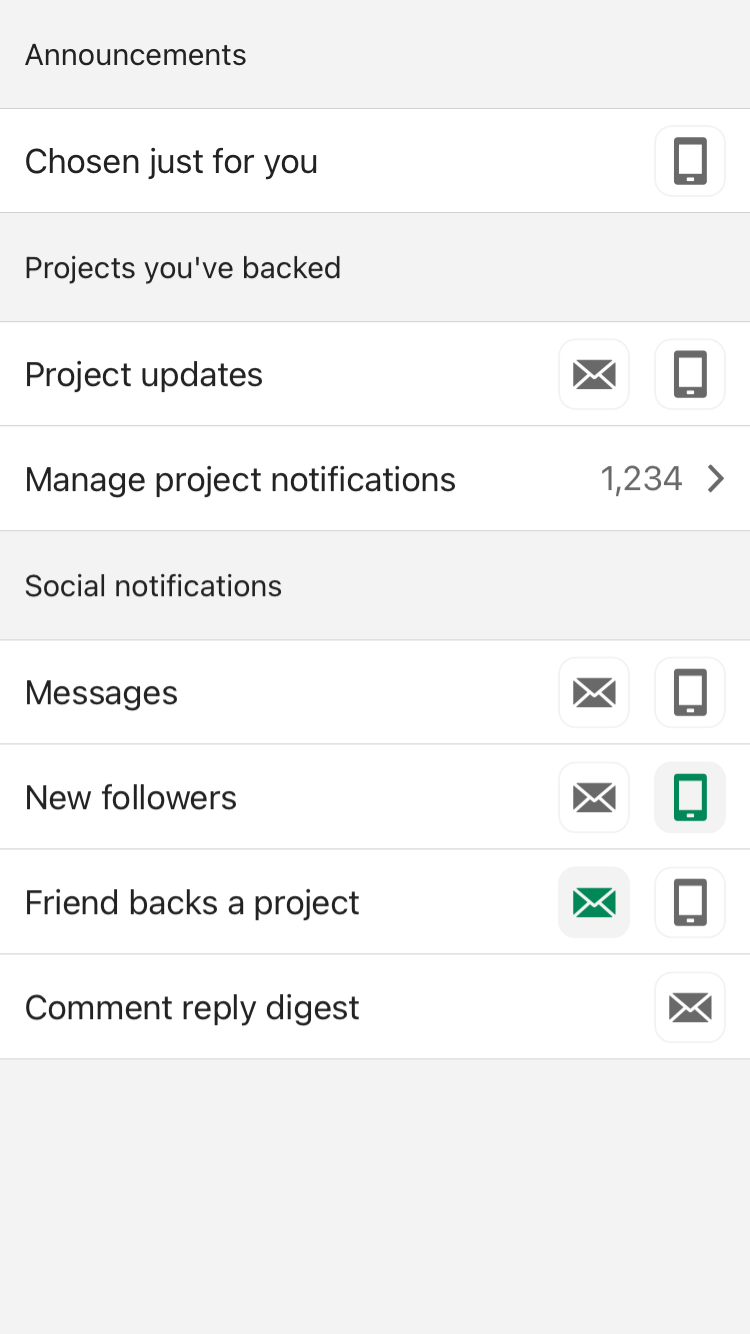 Announcements
Chosen just for you
Projects you've backed
Project updates
Manage project notifications 1,234
Social notifications
Messages
New followers
Friend backs a project
Comment reply digest